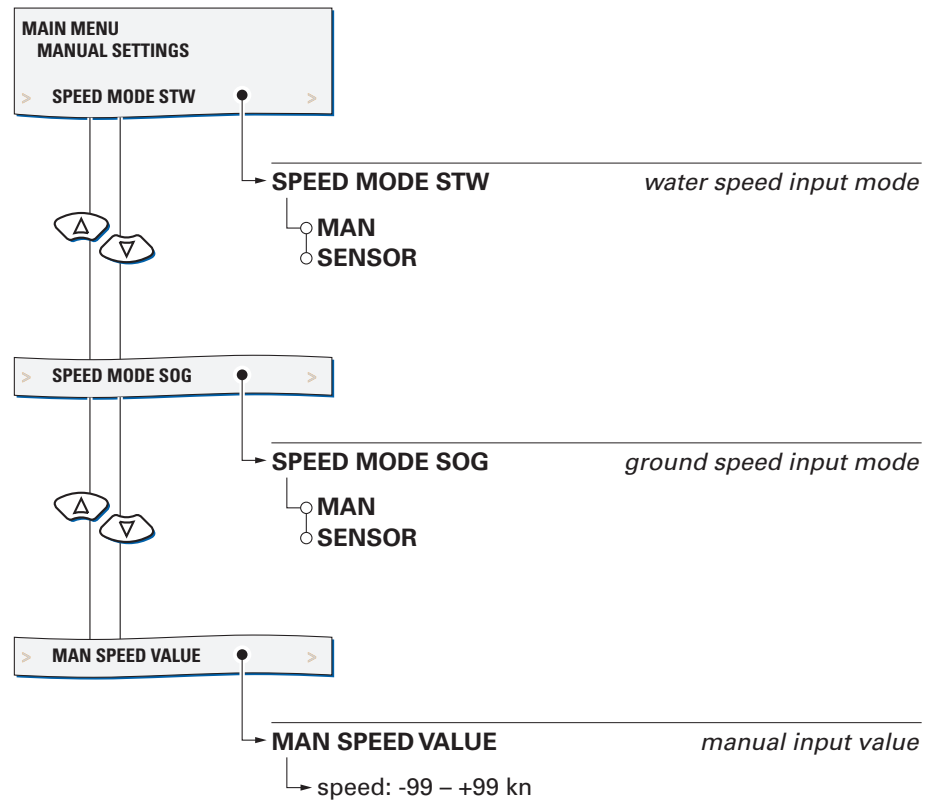 MAIN MENU
MANUAL SETTINGS
> SPEED MODE STW >
SPEED MODE STW water speed input mode
MAN
SENSOR
> SPEED MODE SOG >
SPEED MODE SOG ground speed input mode
MAN
SENSOR
> MAN SPEED VALUE >
MAN SPEED VALUE manual input value
speed: -99 – +99 kn